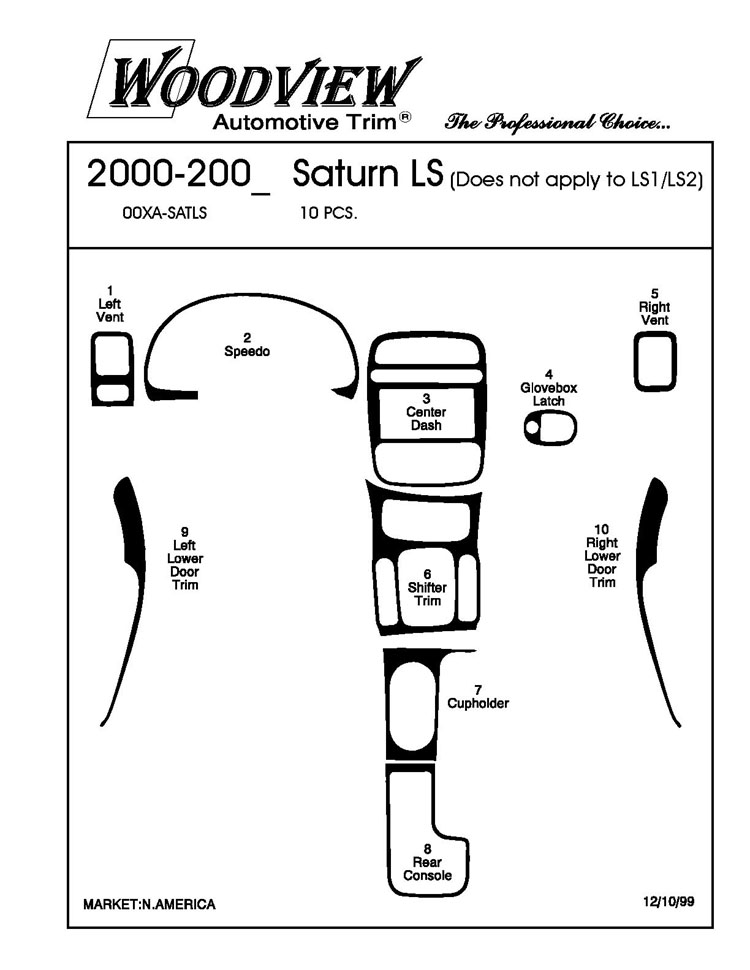 WOODVIEW
Automotive Trim®
The Professional Choice...
2000-200_ Saturn LS (Does not apply to LS1/LS2)
00XA-SATLS 10 PCS.
1
Left
Vent
2
Speedo
3
Center
Dash
4
Glovebox
Latch
5
Right
Vent
6
Shifter
Trim
7
Cupholder
8
Rear
Console
9
Left
Lower
Door
Trim
10
Right
Lower
Door
Trim
MARKET:N.AMERICA
12/10/99